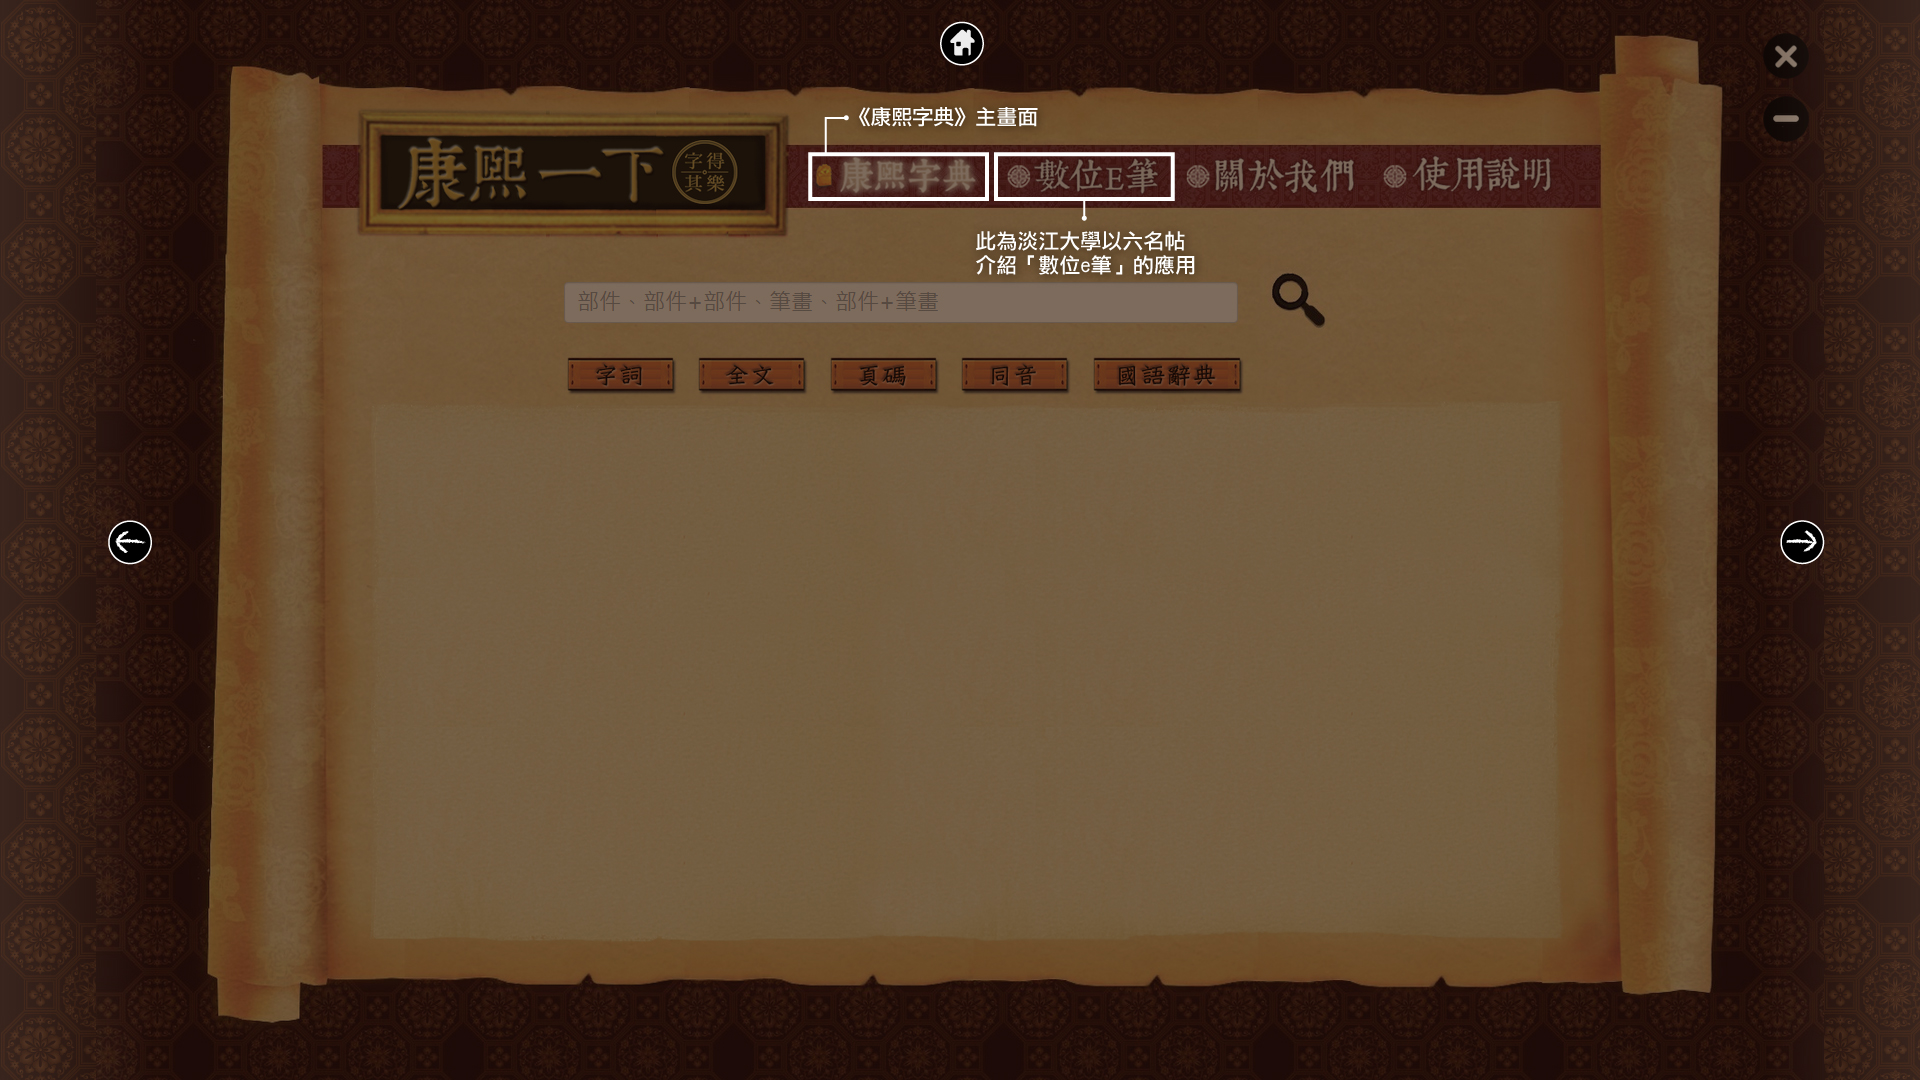 《康熙字典》主畫面
康熙一下
字得
其樂
康熙字典
數位E筆
關於我們
使用說明
此為淡江大學以六名帖
介紹「數位e筆」的應用
部件、部件+部件、筆畫、部件+筆畫
字詞
全文
頁碼
同音
國語辭典